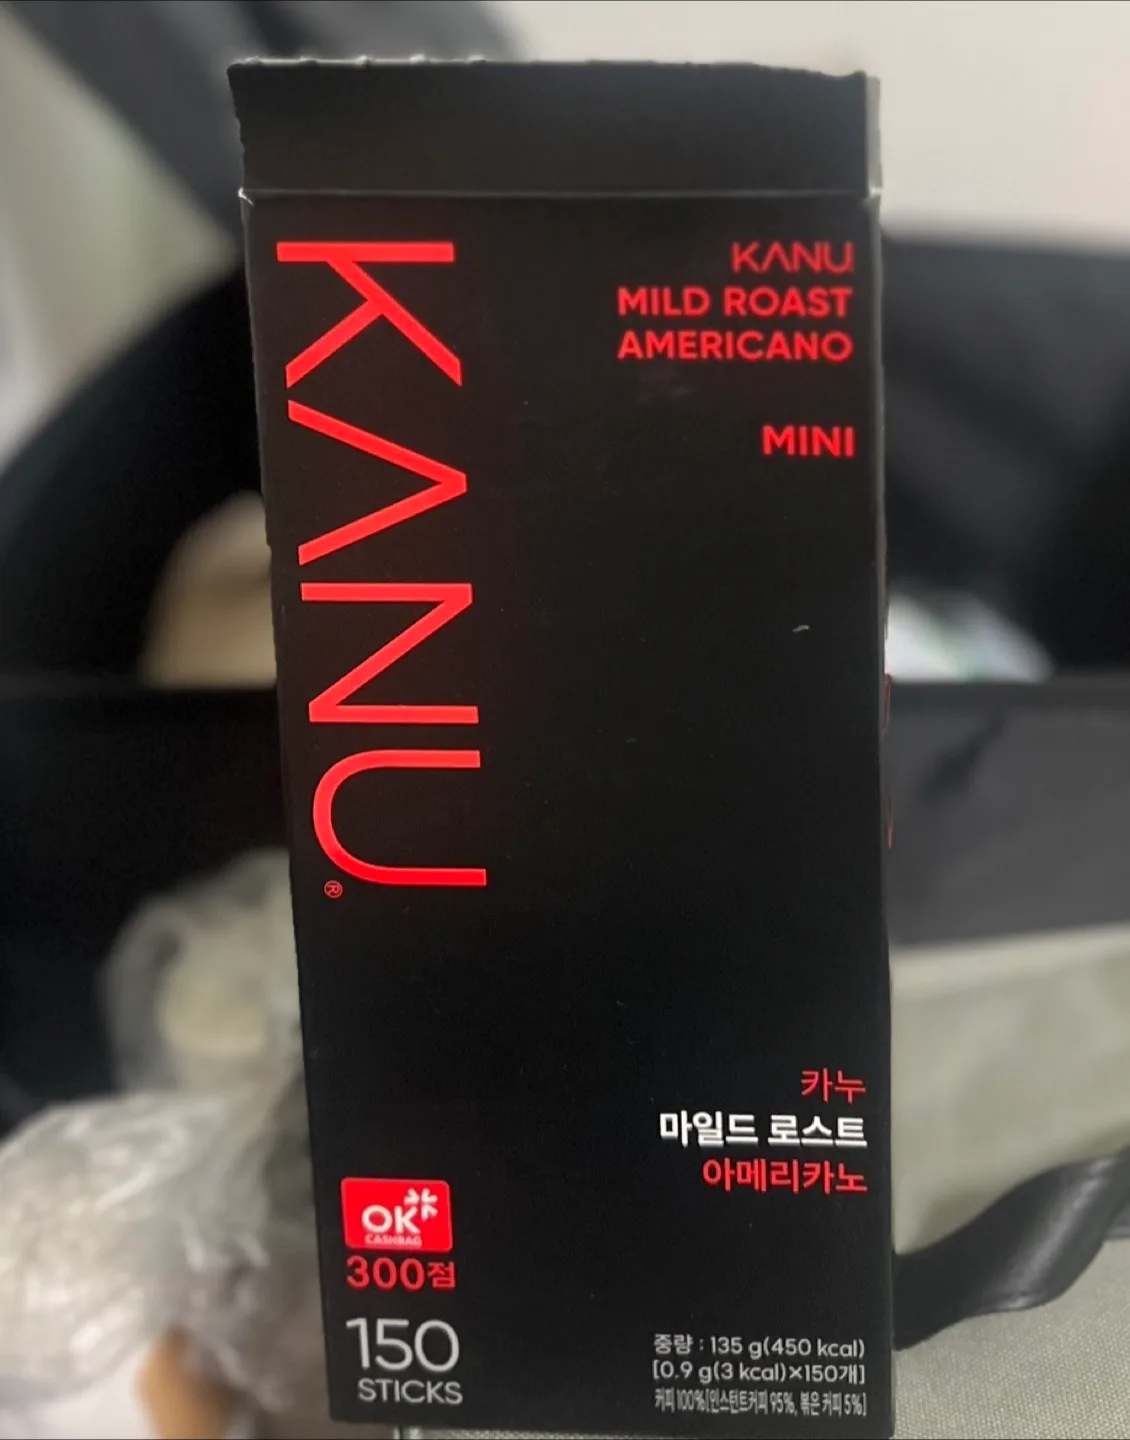 KANU®
KANU
MILD ROAST
AMERICANO
MINI
카누
마일드 로스트
아메리카노
OK
CASHBAG
300점
150
STICKS
중량 : 135 g(450 kcal)
[0.9 g(3 kcal)×150개]
커피 100%[인스턴트커피 95%, 볶은 커피 5%]